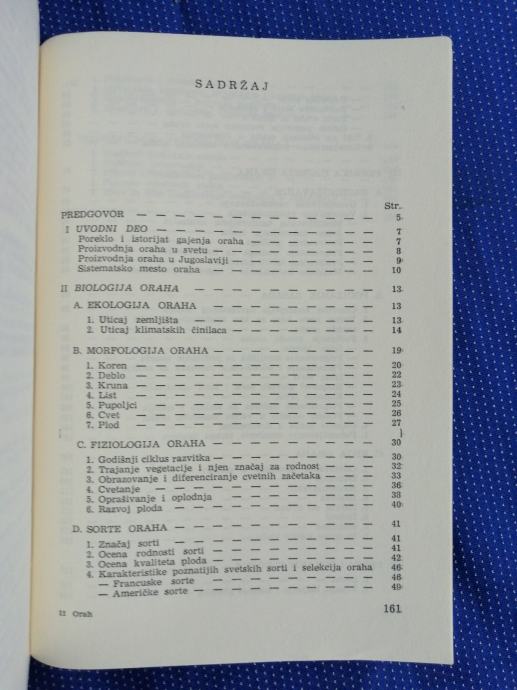 SADRŽAJ
Str.
PREDGOVOR — — — — — — — — — — — — — 5
I UVODNI DEO — — — — — — — — — — — — 7
Poreklo i istorijat gajenja oraha — — — — — — — 7
Proizvodnja oraha u svetu — — — — — — — — 8
Proizvodnja oraha u Jugoslaviji — — — — — — — 9
Sistematsko mesto oraha — — — — — — — — — 10
II BIOLOGIJA ORAHA — — — — — — — — — — 13
A. EKOLOGIJA ORAHA — — — — — — — — — 13
1. Uticaj zemljišta — — — — — — — — — — 13
2. Uticaj klimatskih činilaca — — — — — — — — 14
B. MORFOLOGIJA ORAHA — — — — — — — — — 19
1. Koren — — — — — — — — — — — — — 20
2. Deblo — — — — — — — — — — — — — 22
3. Kruna — — — — — — — — — — — — — 23
4. List — — — — — — — — — — — — — 24
5. Pupoljci — — — — — — — — — — — — 25
6. Cvet — — — — — — — — — — — — — 26
7. Plod — — — — — — — — — — — — — 27
C. FIZIOLOGIJA ORAHA — — — — — — — — — 30
1. Godišnji ciklus razvitka — — — — — — — — 30
2. Trajanje vegetacije i njen značaj za rodnost — — — — 32
3. Obrazovanje i diferenciranje cvetnih začetaka — — — — 33
4. Cvetanje — — — — — — — — — — — — 36
5. Oprašivanje i oplodnja — — — — — — — — 38
6. Razvoj ploda — — — — — — — — — — — 40
D. SORTE ORAHA — — — — — — — — — — — 41
1. Značaj sorti — — — — — — — — — — — 41
2. Ocena rodnosti sorti — — — — — — — — — 41
3. Ocena kvaliteta ploda — — — — — — — — — 42
4. Karakteristike poznatijih svetskih sorti i selekcija oraha 46
— Francuske sorte — — — — — — — — — 46
— Američke sorte — — — — — — — — — 49
11 Orah
161